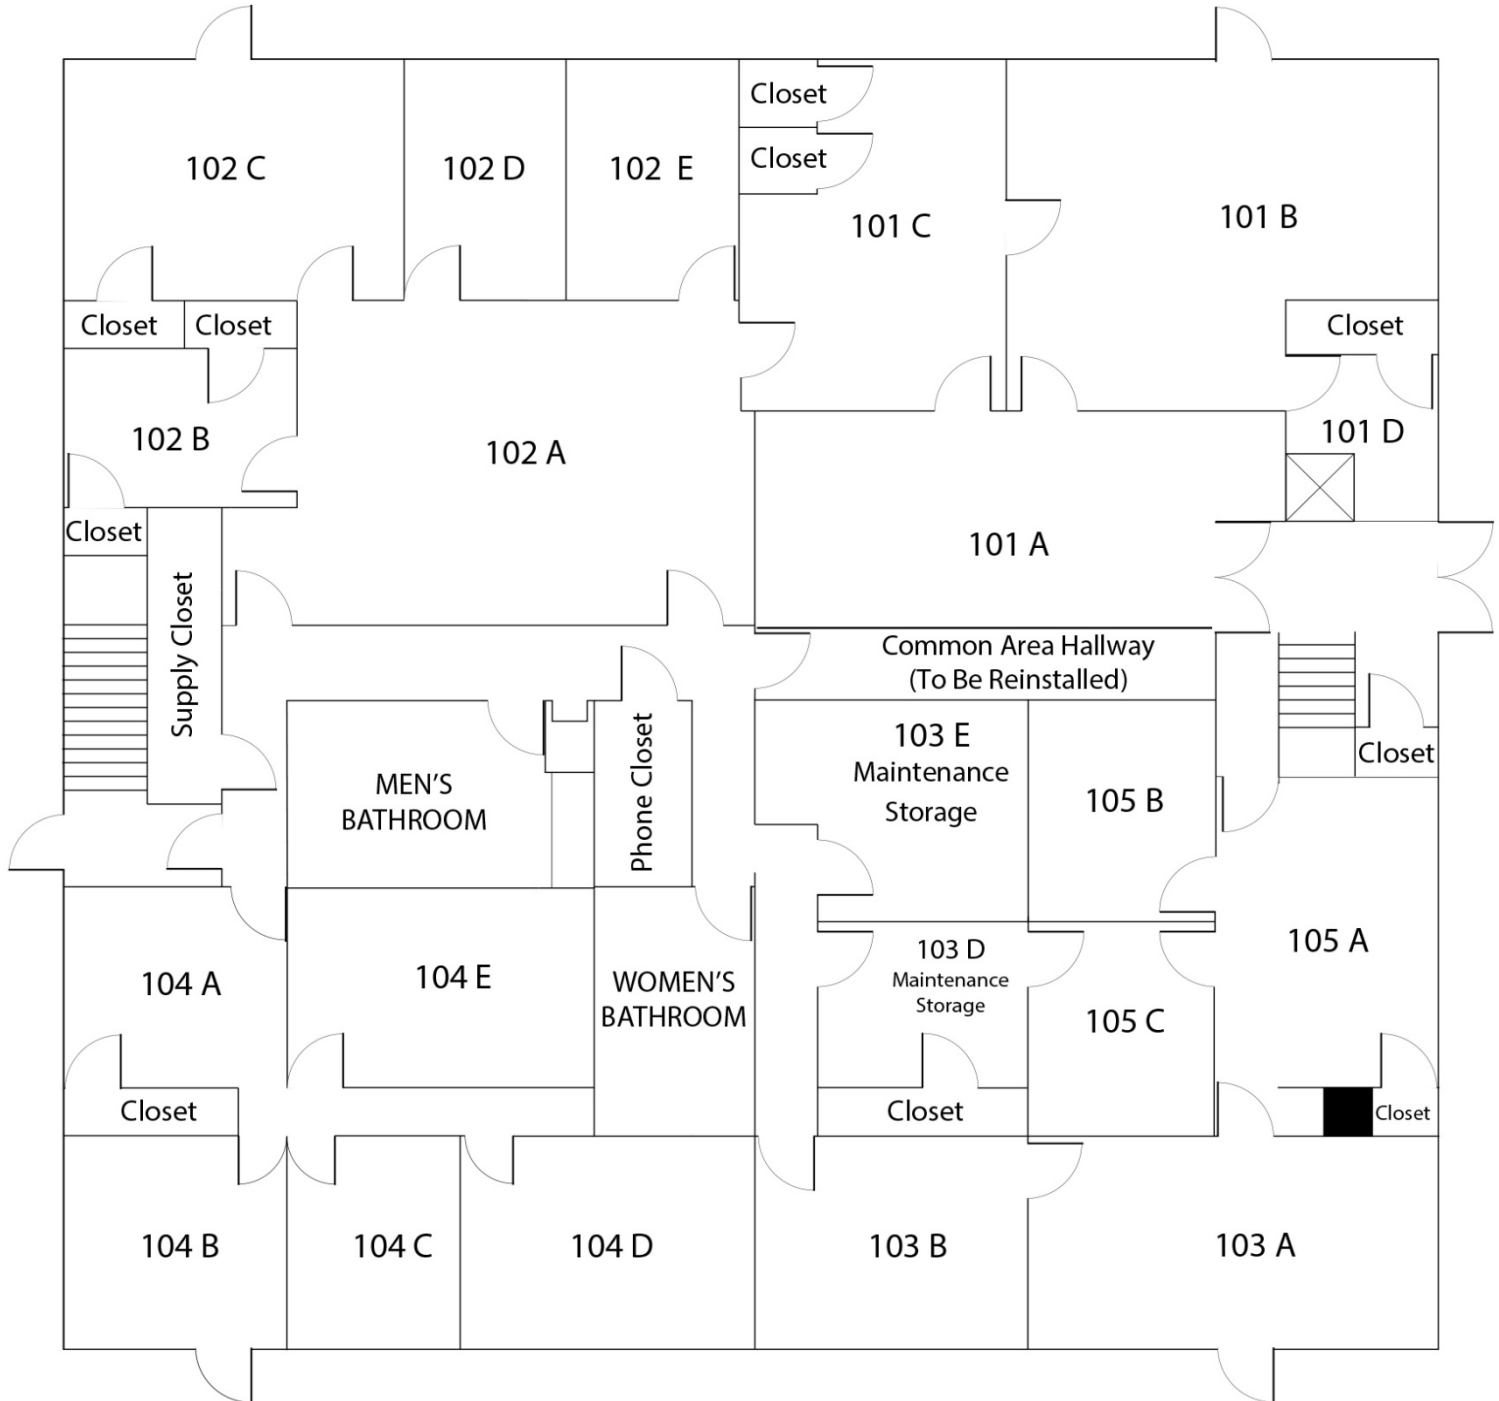 Closet
102 C
102 D
102 E
Closet
101 C
101 B
Closet
Closet
Closet
102 B
102 A
101 D
Closet
101 A
Supply Closet
Common Area Hallway
(To Be Reinstalled)
103 E
Maintenance
Storage
Closet
MEN'S
BATHROOM
Phone Closet
105 B
105 A
103 D
Maintenance
Storage
104 A
104 E
WOMEN'S
BATHROOM
105 C
Closet
Closet
Closet
104 B
104 C
104 D
103 B
103 A